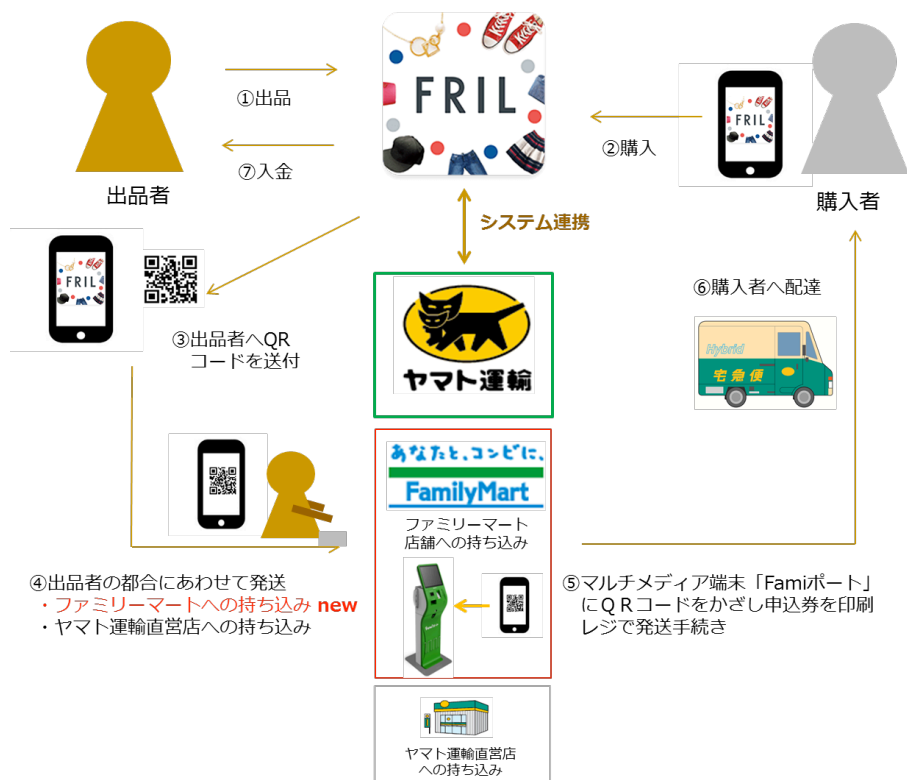 FRIL
①出品
⑦入金
出品者
FRIL
②購入
購入者
システム連携
FRIL
③出品者へQR
コードを送付
ヤマト運輸
⑥購入者へ配達
Hybrid
宅急便
あなたと、コンビに、
FamilyMart
ファミリーマート
店舗への持ち込み
④出品者の都合にあわせて発送
・ファミリーマートへの持ち込み new
・ヤマト運輸直営店への持ち込み
⑤マルチメディア端末「Famiポート」
にＱＲコードをかざし申込券を印刷
レジで発送手続き
ヤマト運輸直営店
への持ち込み